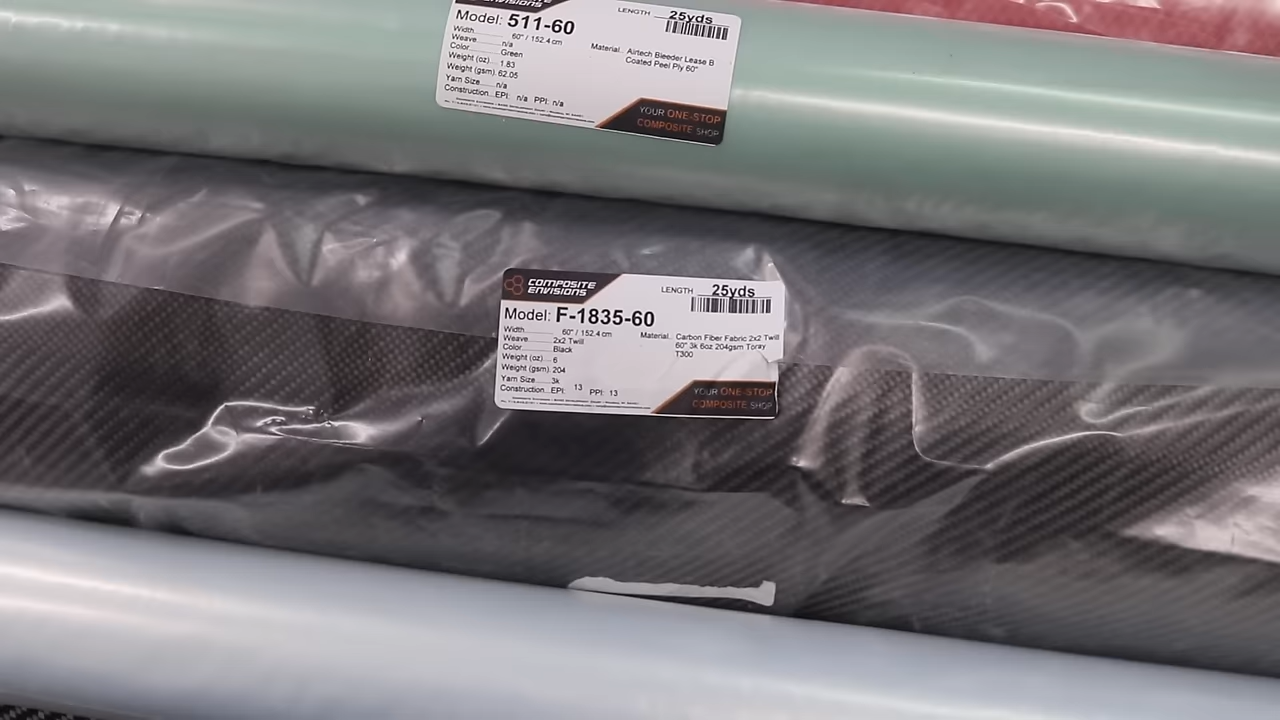 ENVISIONS
LENGTH 25yds
Model: 511-60
Width 60" / 152.4 cm
Weave n/a
Color Green
Weight (oz) 1.83
Weight (gsm) 62.05
Yarn Size n/a
Construction EPI: n/a PPI: n/a
Material Airtech Bleeder Lease B
Coated Peel Ply 60"
YOUR ONE-STOP
COMPOSITE SHOP
COMPOSITE
ENVISIONS
LENGTH 25yds
Model: F-1835-60
Width 60" / 152.4 cm
Weave 2x2 Twill
Color Black
Weight (oz) 6
Weight (gsm) 204
Yarn Size 3k
Construction EPI: 13 PPI: 13
Material Carbon Fiber Fabric 2x2 Twill
60" 3k 6oz 204gsm Toray
T300
YOUR ONE STOP
COMPOSITE SHOP